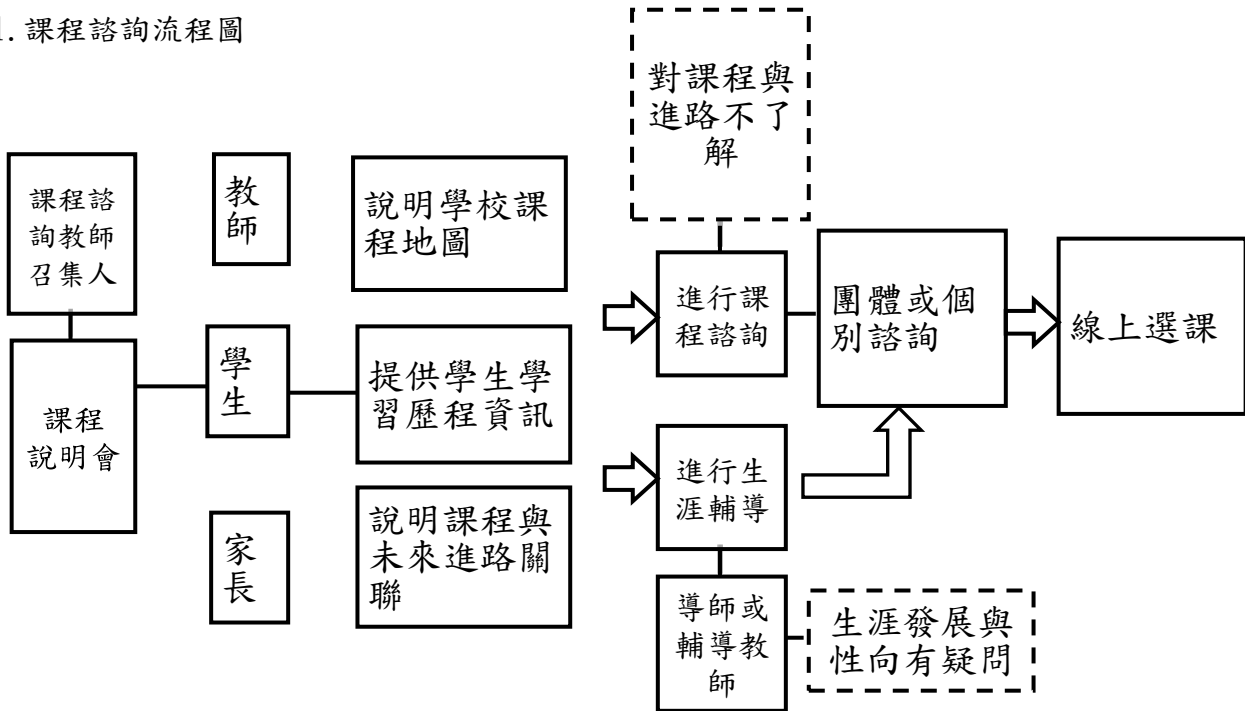 1. 課程諮詢流程圖
對課程與
進路不了
解
課程諮
詢教師
召集人
教
師
說明學校課
程地圖
進行課
程諮詢
團體或個
別諮詢
線上選課
課程
說明會
學
生
提供學生學
習歷程資訊
進行生
涯輔導
家
長
說明課程與
未來進路關
聯
導師或
輔導教
師
生涯發展與
性向有疑問